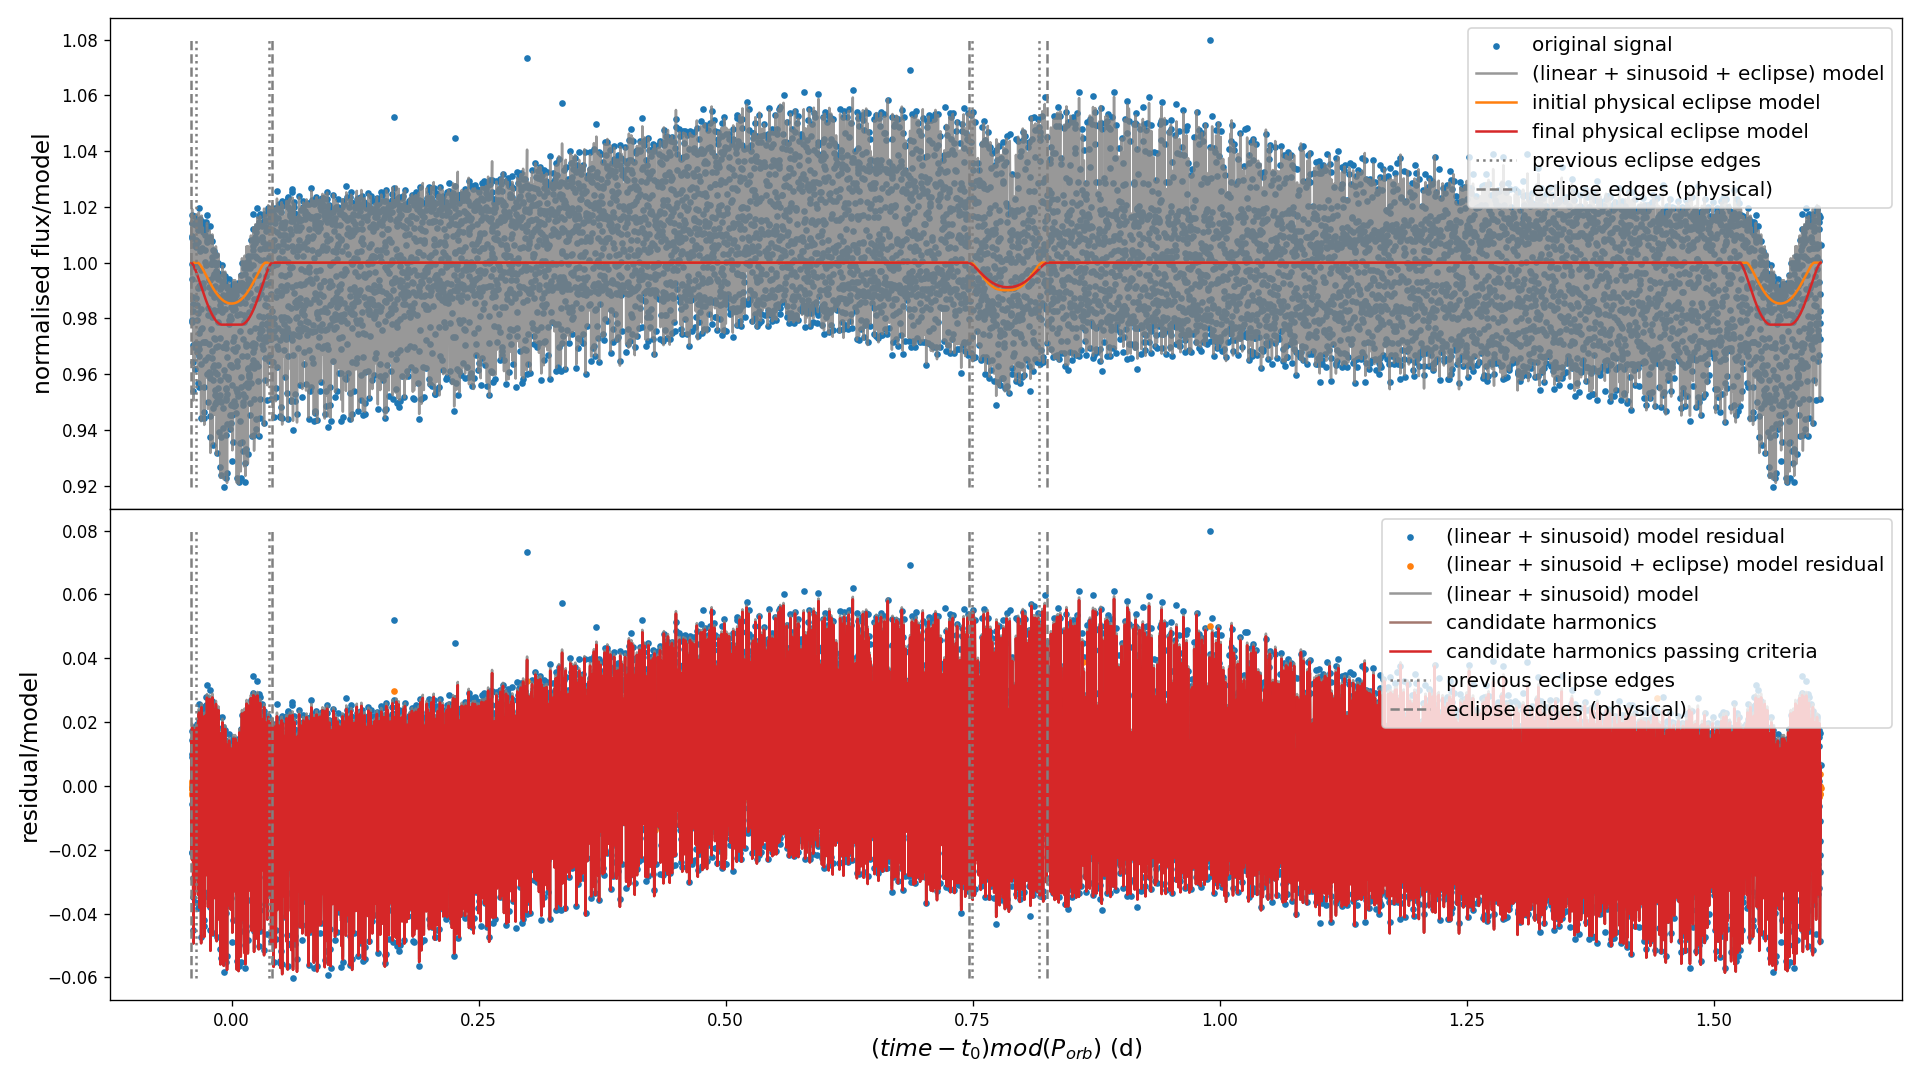 1.08
1.06
1.04
1.02
1.00
0.98
0.96
0.94
0.92
normalised flux/model
original signal
(linear + sinusoid + eclipse) model
initial physical eclipse model
final physical eclipse model
previous eclipse edges
eclipse edges (physical)
0.08
0.06
0.04
0.02
0.00
−0.02
−0.04
−0.06
residual/model
(linear + sinusoid) model residual
(linear + sinusoid + eclipse) model residual
(linear + sinusoid) model
candidate harmonics
candidate harmonics passing criteria
previous eclipse edges
eclipse edges (physical)
0.00 0.25 0.50 0.75 1.00 1.25 1.50
(time − t₀)mod(Pₒᵣᵦ) (d)